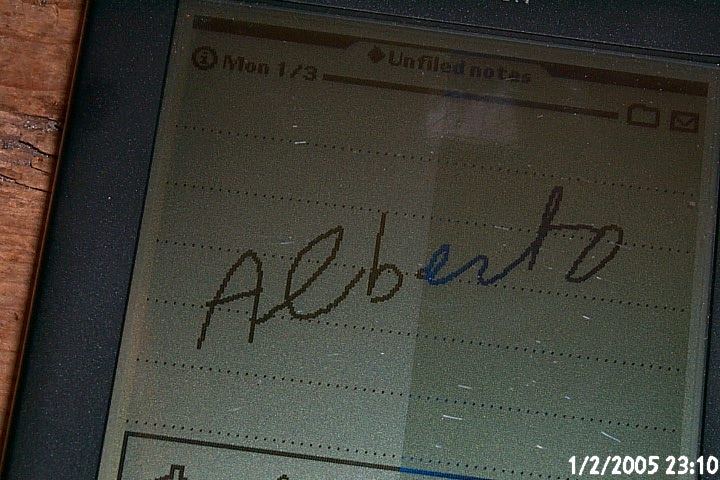 Unfiled notes
Mon 1/3
Alberto
1/2/2005 23:10